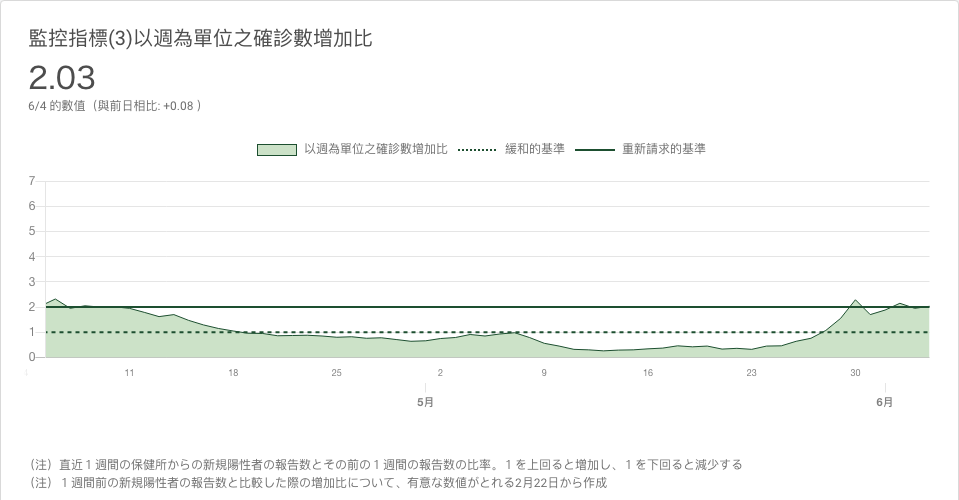 監控指標(3)以週為單位之確診數增加比
2.03
6/4 的數值（與前日相比: +0.08 ）
以週為單位之確診數增加比 緩和的基準 重新請求的基準
7
6
5
4
3
2
1
0
11 18 25 2 9 16 23 30
5月 6月
（注）直近１週間の保健所からの新規陽性者の報告数とその前の１週間の報告数の比率。１を上回ると増加し、１を下回ると減少する
（注）１週間前の新規陽性者の報告数と比較した際の増加比について、有意な数値がとれる2月22日から作成